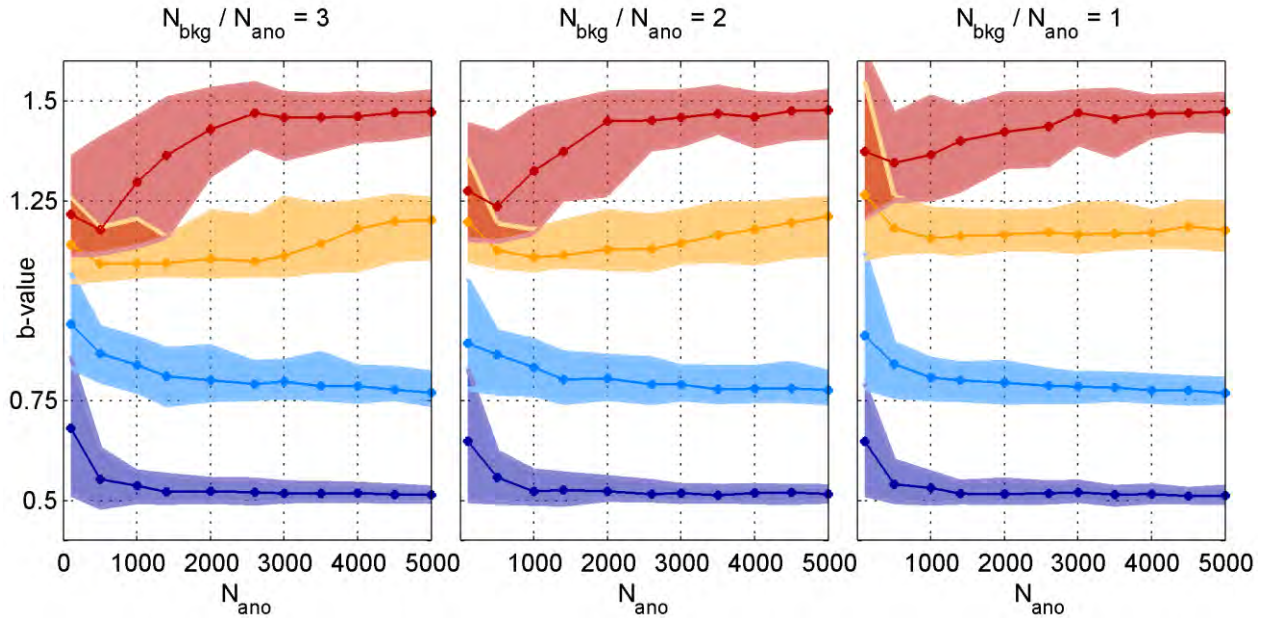 N_bkg / N_ano = 3
N_bkg / N_ano = 2
N_bkg / N_ano = 1
b-value
1.5
1.25
0.75
0.5
0 1000 2000 3000 4000 5000
1000 2000 3000 4000 5000
1000 2000 3000 4000 5000
N_ano
N_ano
N_ano